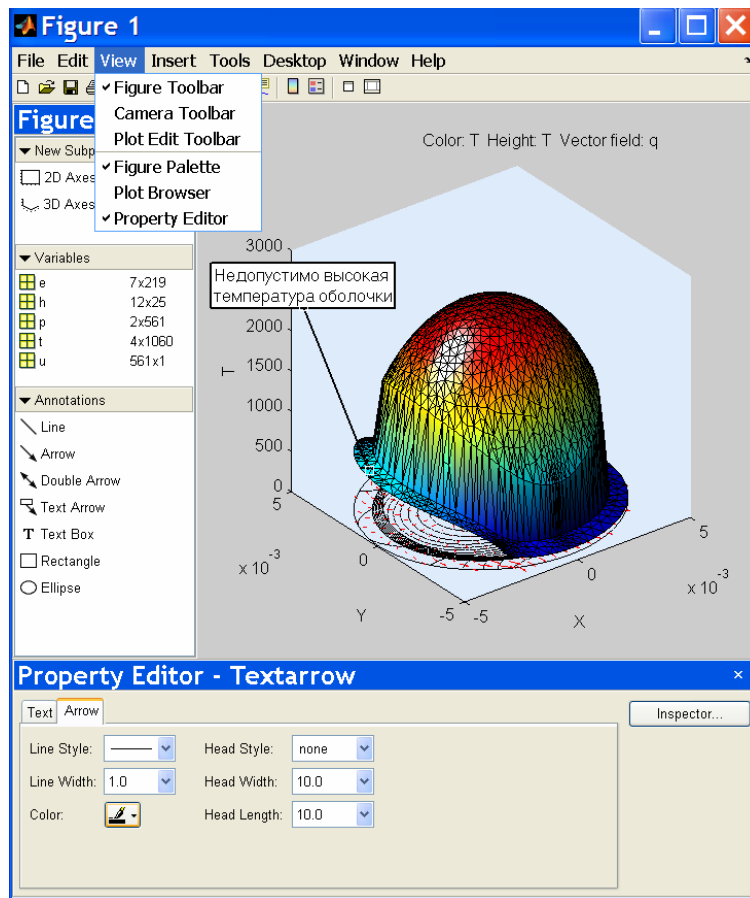 Figure 1
File Edit View Insert Tools Desktop Window Help
Figure Toolbar
Camera Toolbar
Plot Edit Toolbar
Figure Palette
Plot Browser
Property Editor
Figure
New Subp
2D Axes
3D Axes
Variables
e 7x219
h 12x25
p 2x561
t 4x1060
u 561x1
Annotations
Line
Arrow
Double Arrow
Text Arrow
T Text Box
Rectangle
Ellipse
Color: T Height: T Vector field: q
Недопустимо высокая
температура оболочки
3000
2000
1500
1000
500
0
T
5
0
-5
x 10-3
Y
-5
0
5
x 10-3
X
Property Editor - Textarrow
Text Arrow
Inspector...
Line Style: Head Style: none
Line Width: 1.0 Head Width: 10.0
Color: Head Length: 10.0